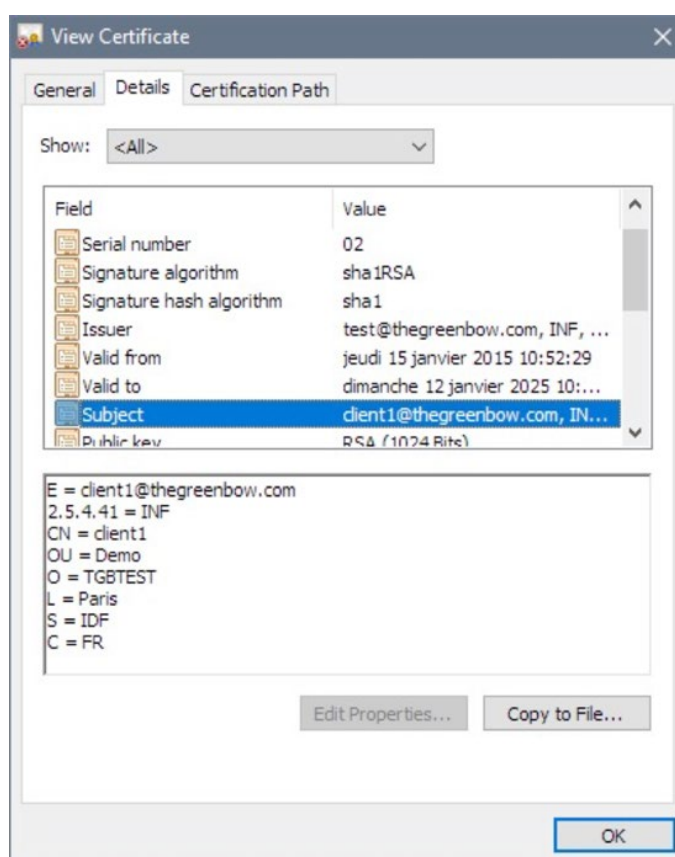 View Certificate
General Details Certification Path
Show: <All>
Field Value
Serial number 02
Signature algorithm sha1RSA
Signature hash algorithm sha1
Issuer test@thegreenbow.com, INF, ...
Valid from jeudi 15 janvier 2015 10:52:29
Valid to dimanche 12 janvier 2025 10:...
Subject client1@thegreenbow.com, IN...
Public key RSA (1024 Bits)
E = client1@thegreenbow.com
2.5.4.41 = INF
CN = client1
OU = Demo
O = TGBTEST
L = Paris
S = IDF
C = FR
Edit Properties... Copy to File...
OK